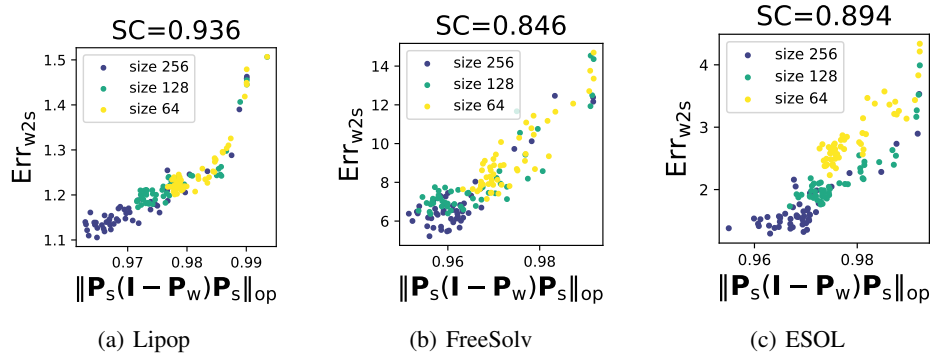 SC=0.936
Err_w2s
1.5
1.4
1.3
1.2
1.1
size 256
size 128
size 64
0.97 0.98 0.99
‖P_s(I − P_w)P_s‖_op
(a) Lipop
SC=0.846
Err_w2s
14
12
10
8
6
size 256
size 128
size 64
0.96 0.98
‖P_s(I − P_w)P_s‖_op
(b) FreeSolv
SC=0.894
Err_w2s
4
3
2
size 256
size 128
size 64
0.96 0.98
‖P_s(I − P_w)P_s‖_op
(c) ESOL